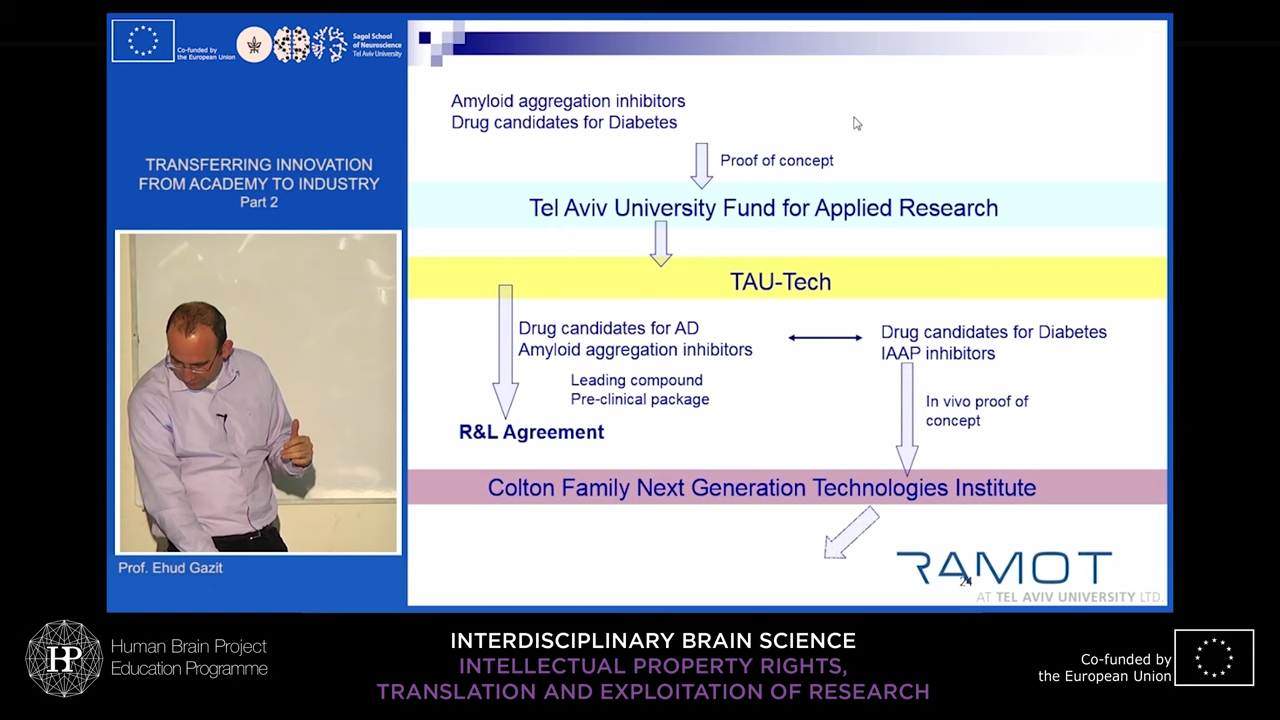 Co-funded by
the European Union
Sagol School
of Neuroscience
Tel Aviv University
TRANSFERRING INNOVATION
FROM ACADEMY TO INDUSTRY
Part 2
Prof. Ehud Gazit
Amyloid aggregation inhibitors
Drug candidates for Diabetes
Proof of concept
Tel Aviv University Fund for Applied Research
TAU-Tech
Drug candidates for AD
Amyloid aggregation inhibitors
Drug candidates for Diabetes
IAAP inhibitors
Leading compound
Pre-clinical package
In vivo proof of
concept
R&L Agreement
Colton Family Next Generation Technologies Institute
RAMOT
24
AT TEL AVIV UNIVERSITY LTD.
HBP
Human Brain Project
Education Programme
INTERDISCIPLINARY BRAIN SCIENCE
INTELLECTUAL PROPERTY RIGHTS,
TRANSLATION AND EXPLOITATION OF RESEARCH
Co-funded by
the European Union